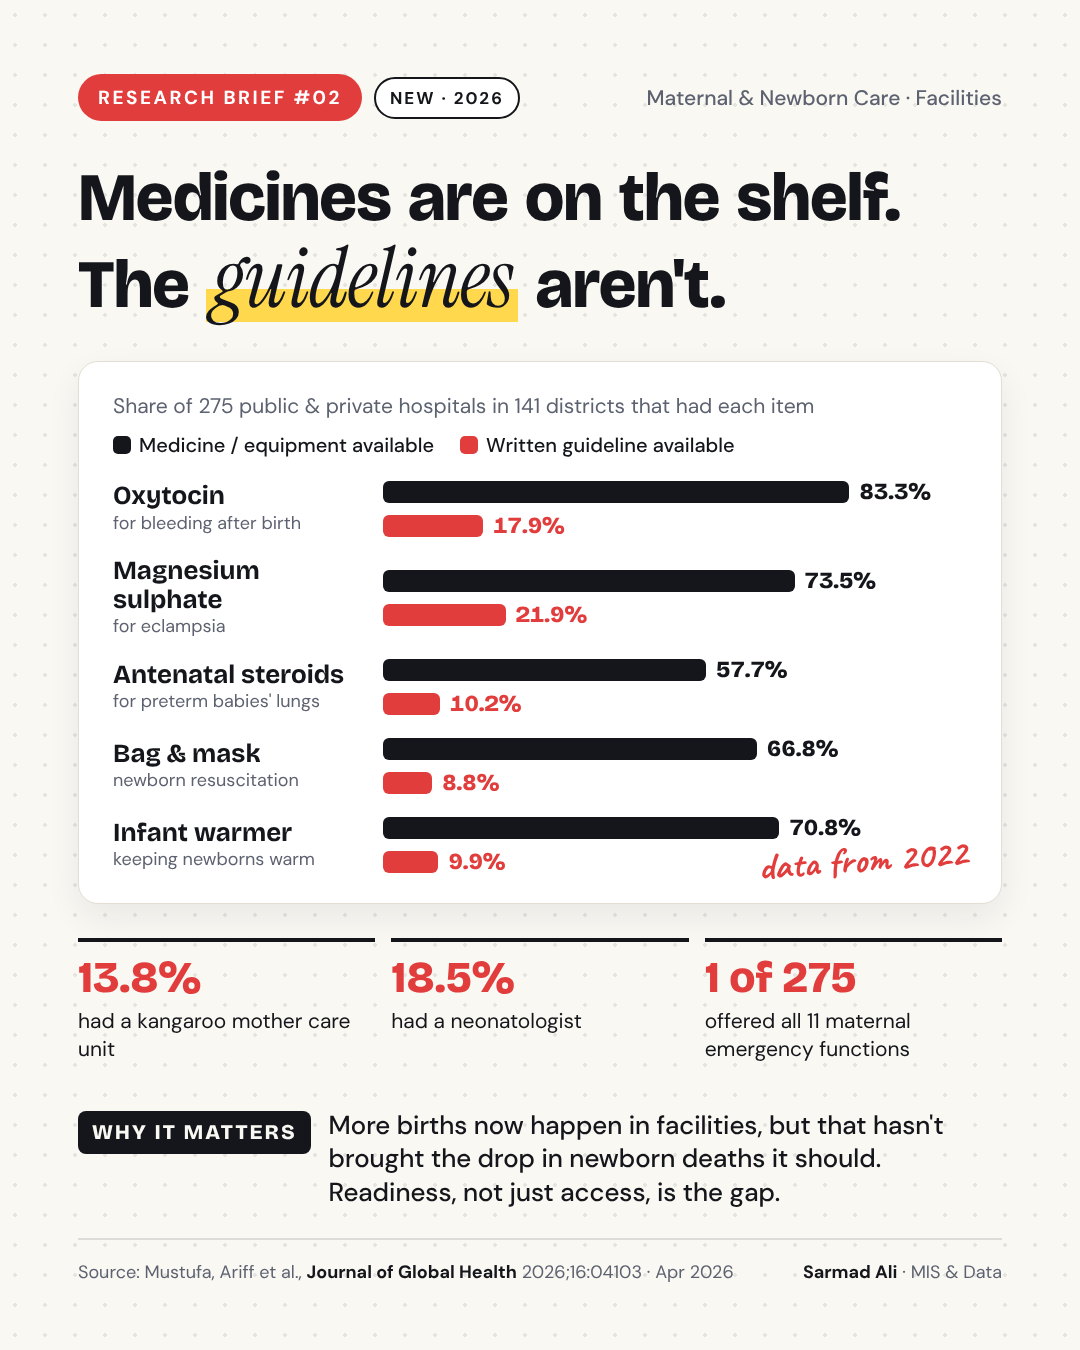 RESEARCH BRIEF #02
NEW · 2026
Maternal & Newborn Care · Facilities
Medicines are on the shelf.
The guidelines aren't.
Share of 275 public & private hospitals in 141 districts that had each item
Medicine / equipment available
Written guideline available
Oxytocin
for bleeding after birth
83.3%
17.9%
Magnesium
sulphate
for eclampsia
73.5%
21.9%
Antenatal steroids
for preterm babies' lungs
57.7%
10.2%
Bag & mask
newborn resuscitation
66.8%
8.8%
Infant warmer
keeping newborns warm
70.8%
9.9%
data from 2022
13.8%
had a kangaroo mother care
unit
18.5%
had a neonatologist
1 of 275
offered all 11 maternal
emergency functions
WHY IT MATTERS
More births now happen in facilities, but that hasn't
brought the drop in newborn deaths it should.
Readiness, not just access, is the gap.
Source: Mustufa, Ariff et al., Journal of Global Health 2026;16:04103 · Apr 2026
Sarmad Ali · MIS & Data